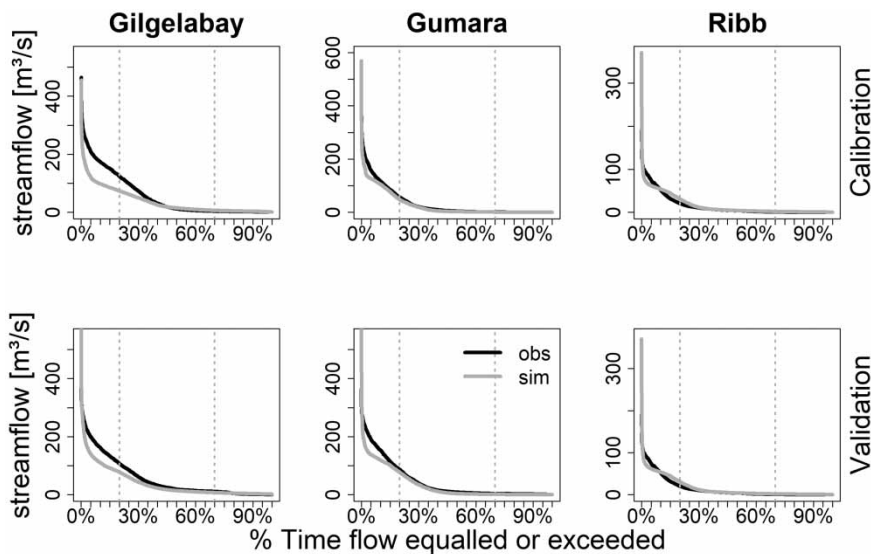 Gilgelabay Gumara Ribb
streamflow [m³/s]
0 200 400
0 200 400 600
0 100 300
Calibration
0% 30% 60% 90%
0% 30% 60% 90%
0% 30% 60% 90%
streamflow [m³/s]
0 200 400
0 200 400
0 100 300
obs
sim
Validation
0% 30% 60% 90%
0% 30% 60% 90%
0% 30% 60% 90%
% Time flow equalled or exceeded